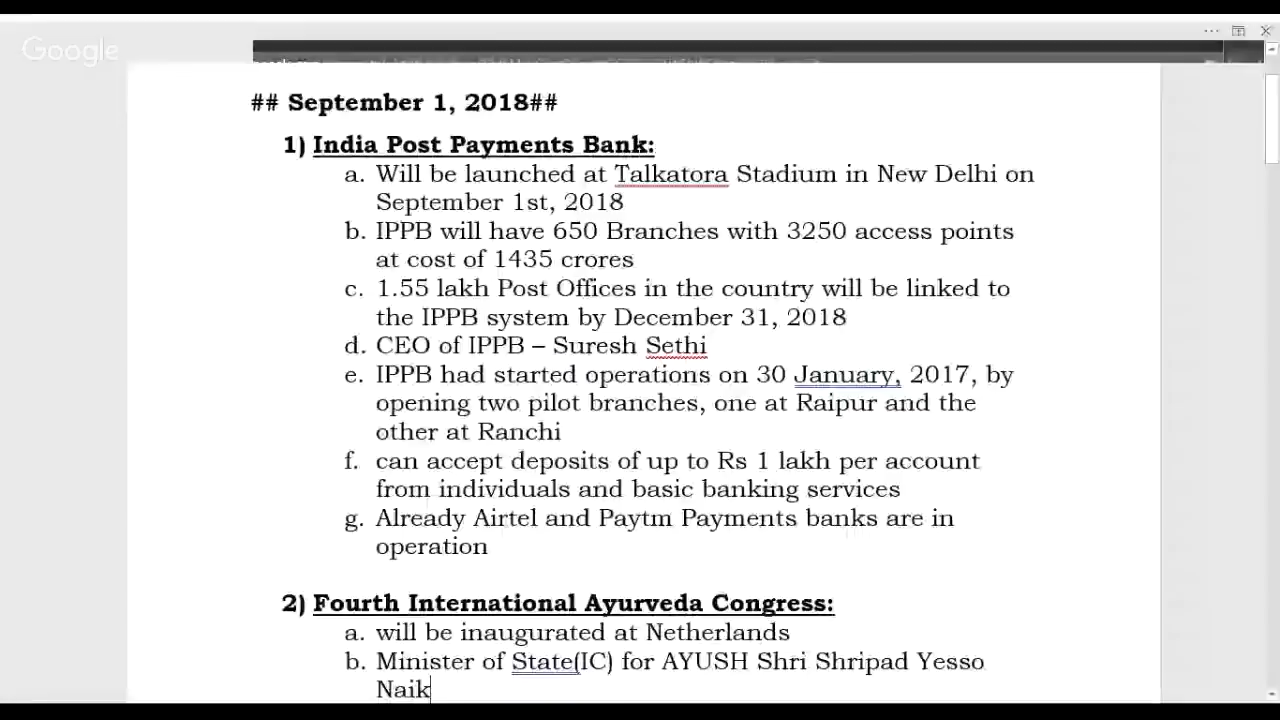 Google
## September 1, 2018##
1) India Post Payments Bank:
a. Will be launched at Talkatora Stadium in New Delhi on
September 1st, 2018
b. IPPB will have 650 Branches with 3250 access points
at cost of 1435 crores
c. 1.55 lakh Post Offices in the country will be linked to
the IPPB system by December 31, 2018
d. CEO of IPPB – Suresh Sethi
e. IPPB had started operations on 30 January, 2017, by
opening two pilot branches, one at Raipur and the
other at Ranchi
f. can accept deposits of up to Rs 1 lakh per account
from individuals and basic banking services
g. Already Airtel and Paytm Payments banks are in
operation
2) Fourth International Ayurveda Congress:
a. will be inaugurated at Netherlands
b. Minister of State(IC) for AYUSH Shri Shripad Yesso
Naik